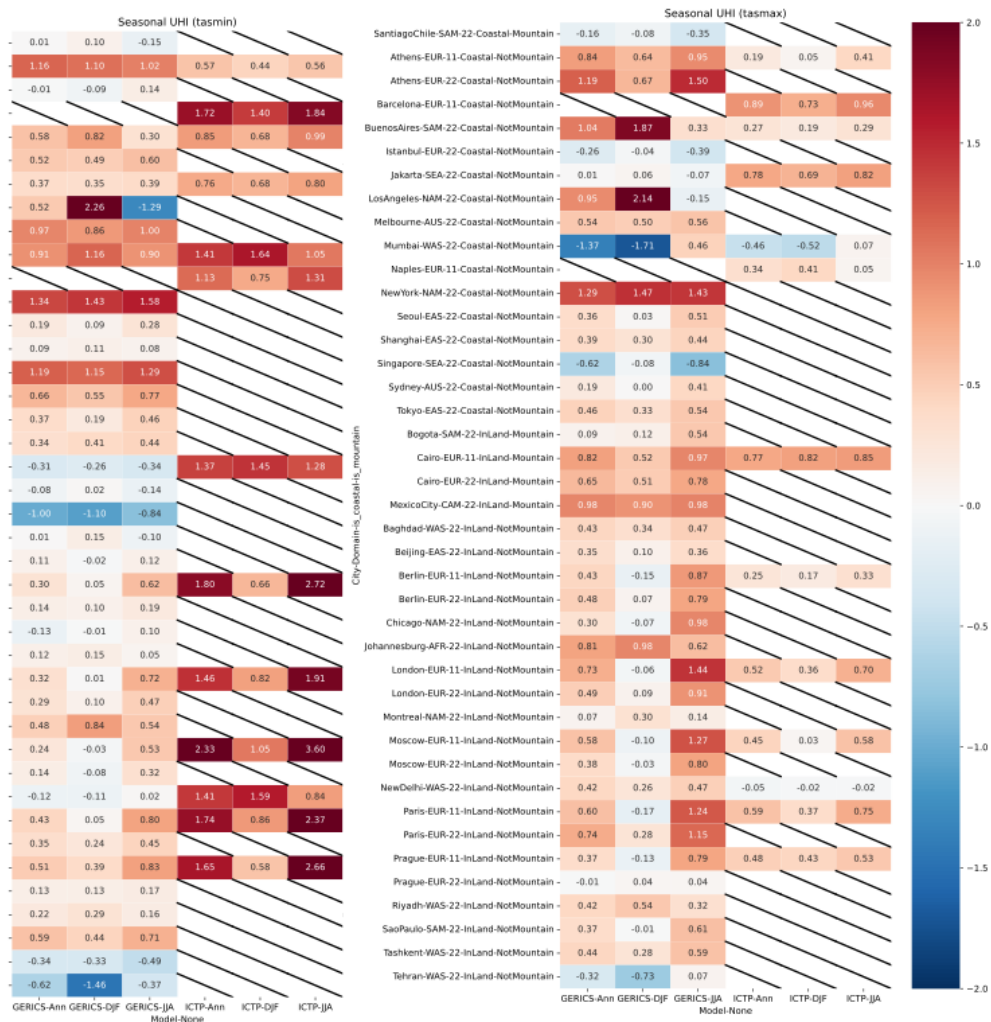 Seasonal UHI (tasmin)
0.01 0.10 -0.15
1.16 1.10 1.02 0.57 0.44 0.56
-0.01 -0.09 0.14
1.72 1.40 1.84
0.58 0.82 0.30 0.85 0.68 0.99
0.52 0.49 0.60
0.37 0.35 0.39 0.76 0.68 0.80
0.52 2.26 -1.29
0.97 0.86 1.00
0.91 1.16 0.90 1.41 1.64 1.05
1.13 0.75 1.31
1.34 1.43 1.58
0.19 0.09 0.28
0.09 0.11 0.08
1.19 1.15 1.29
0.66 0.55 0.77
0.37 0.19 0.46
0.34 0.41 0.44
-0.31 -0.26 -0.34 1.37 1.45 1.28
-0.08 0.02 -0.14
-1.00 -1.10 -0.84
0.01 0.15 -0.10
0.11 -0.02 0.12
0.30 0.05 0.62 1.80 0.66 2.72
0.14 0.10 0.19
-0.13 -0.01 0.10
0.12 0.15 0.05
0.32 0.01 0.72 1.46 0.82 1.91
0.29 0.10 0.47
0.48 0.84 0.54
0.24 -0.03 0.53 2.33 1.05 3.60
0.14 -0.08 0.32
-0.12 -0.11 0.02 1.41 1.59 0.84
0.43 0.05 0.80 1.74 0.86 2.37
0.35 0.24 0.45
0.51 0.39 0.83 1.65 0.58 2.66
0.13 0.13 0.17
0.22 0.29 0.16
0.59 0.44 0.71
-0.34 -0.33 -0.49
-0.62 -1.46 -0.37
GERICS-Ann GERICS-DJF GERICS-JJA ICTP-Ann ICTP-DJF ICTP-JJA
Model-None
City-Domain-is_coastal-is_mountain
Seasonal UHI (tasmax)
SantiagoChile-SAM-22-Coastal-Mountain -0.16 -0.08 -0.35
Athens-EUR-11-Coastal-NotMountain 0.84 0.64 0.95 0.19 0.05 0.41
Athens-EUR-22-Coastal-NotMountain 1.19 0.67 1.50
Barcelona-EUR-11-Coastal-NotMountain 0.89 0.73 0.96
BuenosAires-SAM-22-Coastal-NotMountain 1.04 1.87 0.33 0.27 0.19 0.29
Istanbul-EUR-22-Coastal-NotMountain -0.26 -0.04 -0.39
Jakarta-SEA-22-Coastal-NotMountain 0.01 0.06 -0.07 0.78 0.69 0.82
LosAngeles-NAM-22-Coastal-NotMountain 0.95 2.14 -0.15
Melbourne-AUS-22-Coastal-NotMountain 0.54 0.50 0.56
Mumbai-WAS-22-Coastal-NotMountain -1.37 -1.71 0.46 -0.46 -0.52 0.07
Naples-EUR-11-Coastal-NotMountain 0.34 0.41 0.05
NewYork-NAM-22-Coastal-NotMountain 1.29 1.47 1.43
Seoul-EAS-22-Coastal-NotMountain 0.36 0.03 0.51
Shanghai-EAS-22-Coastal-NotMountain 0.39 0.30 0.44
Singapore-SEA-22-Coastal-NotMountain -0.62 -0.08 -0.84
Sydney-AUS-22-Coastal-NotMountain 0.19 0.00 0.41
Tokyo-EAS-22-Coastal-NotMountain 0.46 0.33 0.54
Bogota-SAM-22-InLand-Mountain 0.09 0.12 0.54
Cairo-EUR-11-InLand-Mountain 0.82 0.52 0.97 0.77 0.82 0.85
Cairo-EUR-22-InLand-Mountain 0.65 0.51 0.78
MexicoCity-CAM-22-InLand-Mountain 0.98 0.90 0.98
Baghdad-WAS-22-InLand-NotMountain 0.43 0.34 0.47
Beijing-EAS-22-InLand-NotMountain 0.35 0.10 0.36
Berlin-EUR-11-InLand-NotMountain 0.43 -0.15 0.87 0.25 0.17 0.33
Berlin-EUR-22-InLand-NotMountain 0.48 0.07 0.79
Chicago-NAM-22-InLand-NotMountain 0.30 -0.07 0.98
Johannesburg-AFR-22-InLand-NotMountain 0.81 0.98 0.62
London-EUR-11-InLand-NotMountain 0.73 -0.06 1.44 0.52 0.36 0.70
London-EUR-22-InLand-NotMountain 0.49 0.09 0.91
Montreal-NAM-22-InLand-NotMountain 0.07 0.30 0.14
Moscow-EUR-11-InLand-NotMountain 0.58 -0.10 1.27 0.45 0.03 0.58
Moscow-EUR-22-InLand-NotMountain 0.38 -0.03 0.80
NewDelhi-WAS-22-InLand-NotMountain 0.42 0.26 0.47 -0.05 -0.02 -0.02
Paris-EUR-11-InLand-NotMountain 0.60 -0.17 1.24 0.59 0.37 0.75
Paris-EUR-22-InLand-NotMountain 0.74 0.28 1.15
Prague-EUR-11-InLand-NotMountain 0.37 -0.13 0.79 0.48 0.43 0.53
Prague-EUR-22-InLand-NotMountain -0.01 0.04 0.04
Riyadh-WAS-22-InLand-NotMountain 0.42 0.54 0.32
SaoPaulo-SAM-22-InLand-NotMountain 0.37 -0.01 0.61
Tashkent-WAS-22-InLand-NotMountain 0.44 0.28 0.59
Tehran-WAS-22-InLand-NotMountain -0.32 -0.73 0.07
GERICS-Ann GERICS-DJF GERICS-JJA ICTP-Ann ICTP-DJF ICTP-JJA
Model-None
2.0
1.5
1.0
0.5
0.0
−0.5
−1.0
−1.5
−2.0